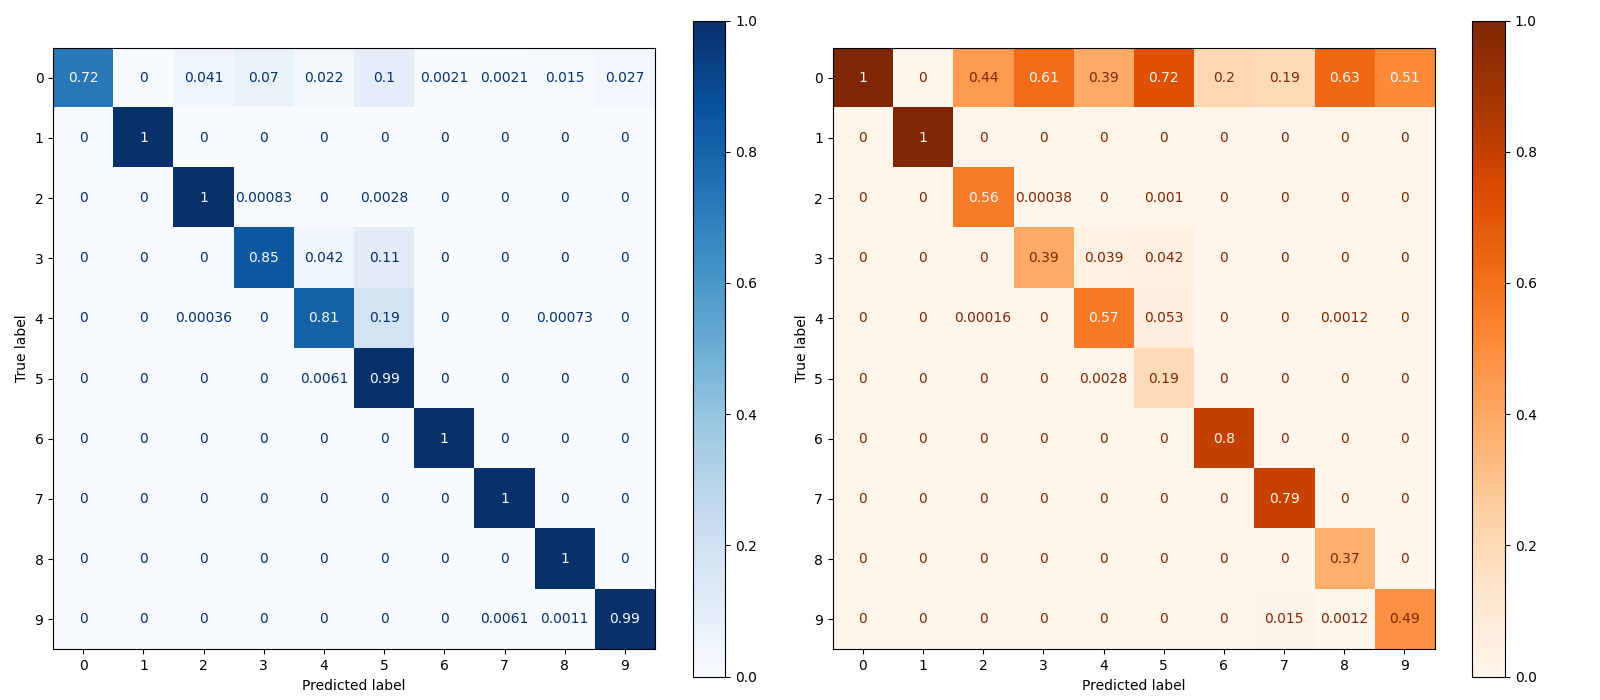 0 0.72 0 0.041 0.07 0.022 0.1 0.0021 0.0021 0.015 0.027
1 0 1 0 0 0 0 0 0 0 0
2 0 0 1 0.00083 0 0.0028 0 0 0 0
3 0 0 0 0.85 0.042 0.11 0 0 0 0
4 0 0 0.00036 0 0.81 0.19 0 0 0.00073 0
5 0 0 0 0 0.0061 0.99 0 0 0 0
6 0 0 0 0 0 0 1 0 0 0
7 0 0 0 0 0 0 0 1 0 0
8 0 0 0 0 0 0 0 0 1 0
9 0 0 0 0 0 0 0 0.0061 0.0011 0.99
0 1 2 3 4 5 6 7 8 9
Predicted label
True label
1.0
0.8
0.6
0.4
0.2
0.0
0 1 0 0.44 0.61 0.39 0.72 0.2 0.19 0.63 0.51
1 0 1 0 0 0 0 0 0 0 0
2 0 0 0.56 0.00038 0 0.001 0 0 0 0
3 0 0 0 0.39 0.039 0.042 0 0 0 0
4 0 0 0.00016 0 0.57 0.053 0 0 0.0012 0
5 0 0 0 0 0.0028 0.19 0 0 0 0
6 0 0 0 0 0 0 0.8 0 0 0
7 0 0 0 0 0 0 0 0.79 0 0
8 0 0 0 0 0 0 0 0 0.37 0
9 0 0 0 0 0 0 0 0.015 0.0012 0.49
0 1 2 3 4 5 6 7 8 9
Predicted label
True label
1.0
0.8
0.6
0.4
0.2
0.0